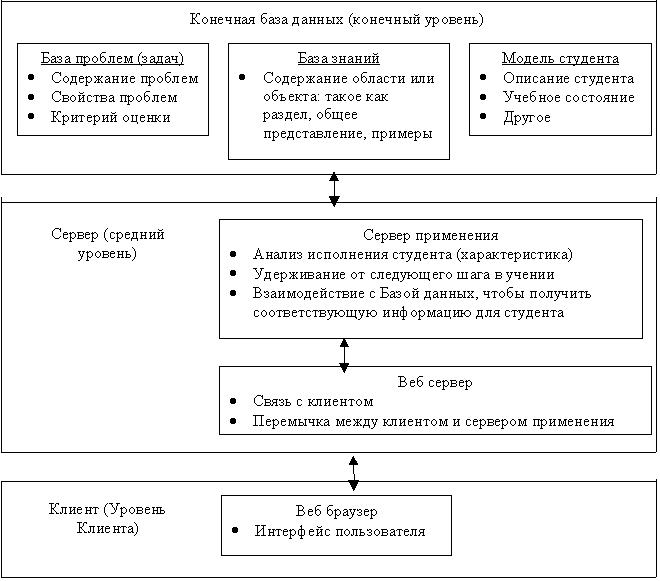 Конечная база данных (конечный уровень)
База проблем (задач)
• Содержание проблем
• Свойства проблем
• Критерий оценки
База знаний
• Содержание области или
объекта: такое как
раздел, общее
представление, примеры
Модель студента
• Описание студента
• Учебное состояние
• Другое
Сервер (средний
уровень)
Сервер применения
• Анализ исполнения студента (характеристика)
• Удерживание от следующего шага в учении
• Взаимодействие с Базой данных, чтобы получить
соответствующую информацию для студента
Веб сервер
• Связь с клиентом
• Перемычка между клиентом и сервером применения
Клиент (Уровень
Клиента)
Веб браузер
• Интерфейс пользователя